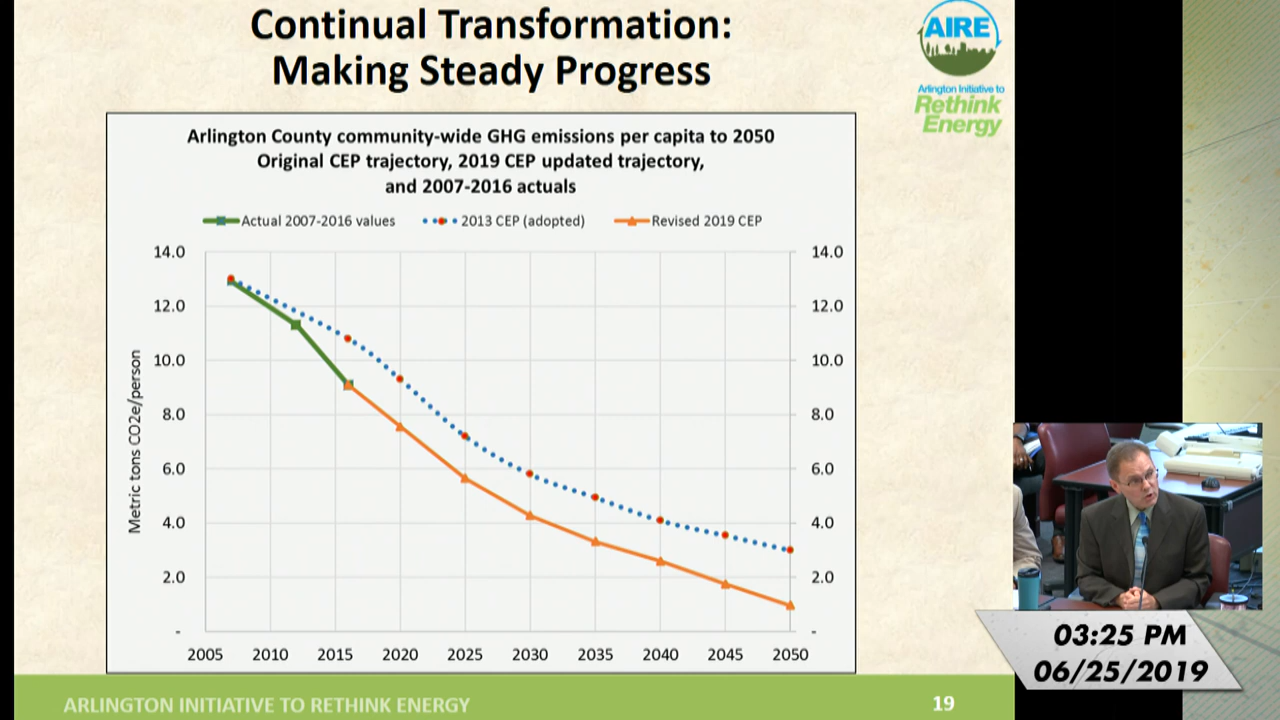 Continual Transformation:
Making Steady Progress
AIRE
Arlington Initiative to
Rethink
Energy
Arlington County community-wide GHG emissions per capita to 2050
Original CEP trajectory, 2019 CEP updated trajectory,
and 2007-2016 actuals
Actual 2007-2016 values 2013 CEP (adopted) Revised 2019 CEP
14.0 14.0
12.0 12.0
10.0 10.0
8.0 8.0
6.0 6.0
4.0 4.0
2.0 2.0
- -
Metric tons CO2e/person
2005 2010 2015 2020 2025 2030 2035 2040 2045 2050
03:25 PM
06/25/2019
ARLINGTON INITIATIVE TO RETHINK ENERGY 19